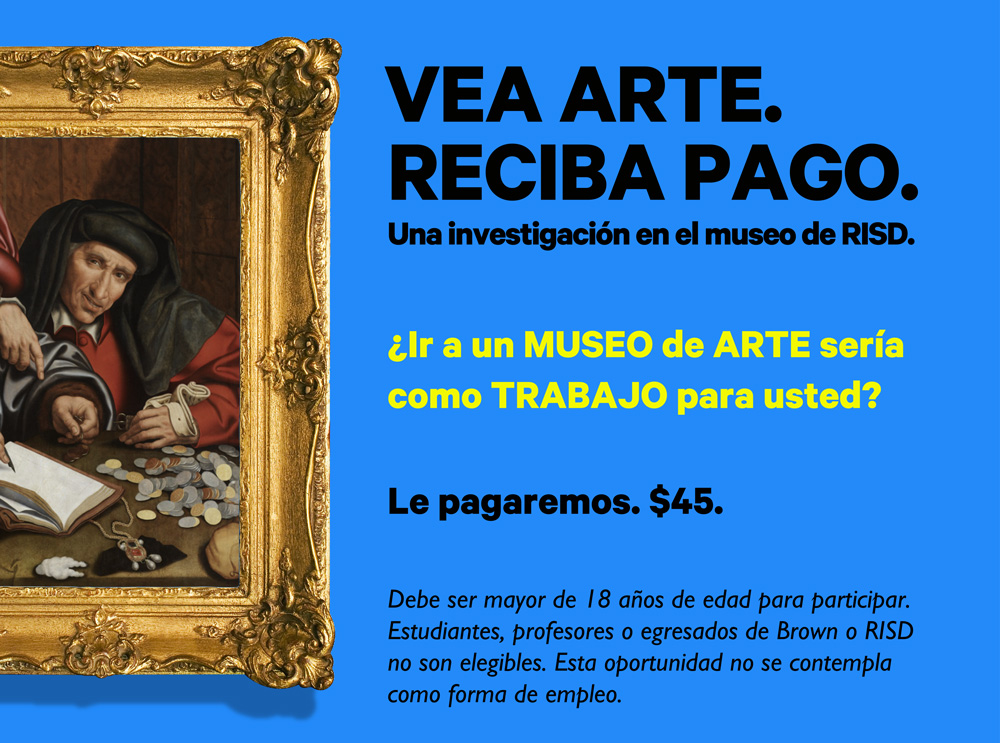 VEA ARTE.
RECIBA PAGO.
Una investigación en el museo de RISD.
¿Ir a un MUSEO de ARTE sería
como TRABAJO para usted?
Le pagaremos. $45.
Debe ser mayor de 18 años de edad para participar.
Estudiantes, profesores o egresados de Brown o RISD
no son elegibles. Esta oportunidad no se contempla
como forma de empleo.